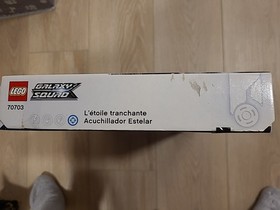 LEGO
GALAXY
SQUAD
70703
L'étoile tranchante
Acuchillador Estelar